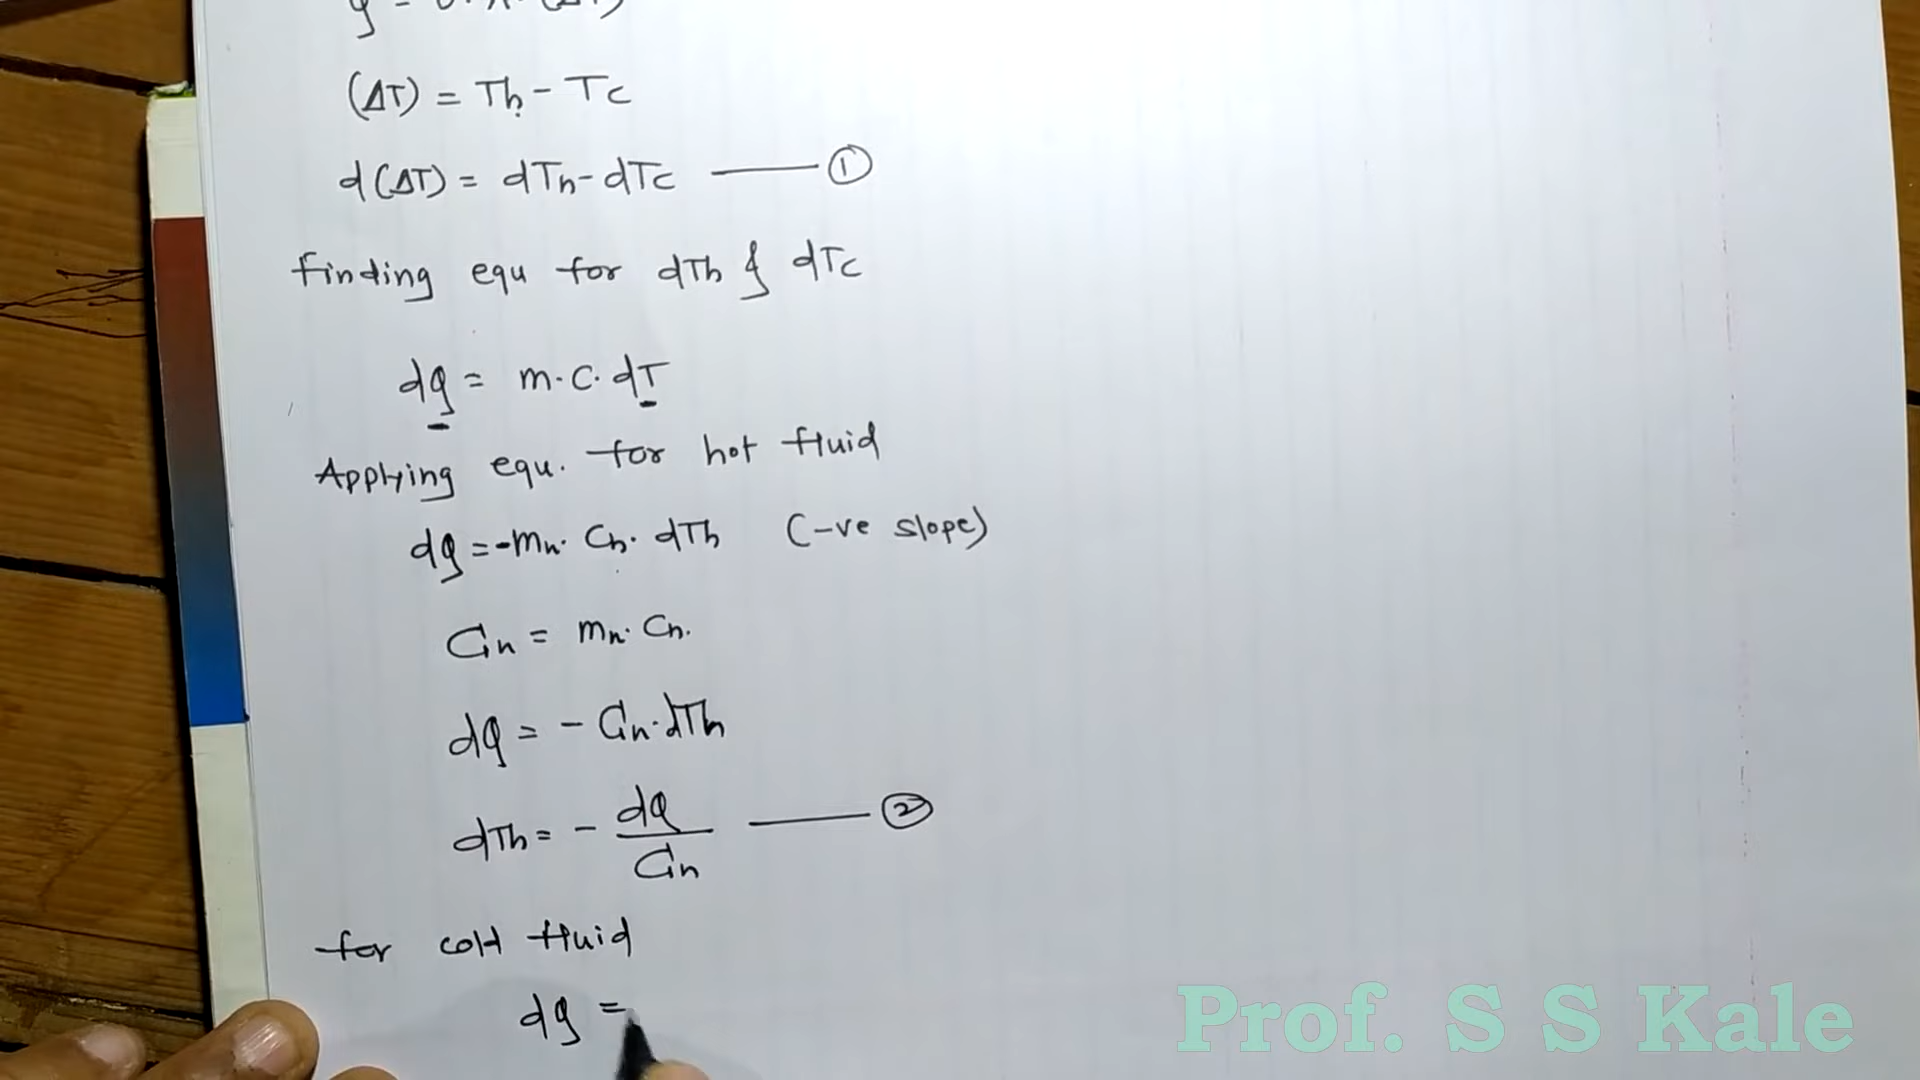 (ΔT) = Th - Tc
d(ΔT) = dTh - dTc ——— ①
Finding equ for dTh & dTc
dq = m·c·dT
Applying equ. for hot fluid
dq = -mh· Ch· dTh (-ve slope)
Ch = mh· Ch.
dq = - Ch·dTh
dTh = - dq / Ch ——— ②
for cold fluid
dq =
Prof. S S Kale